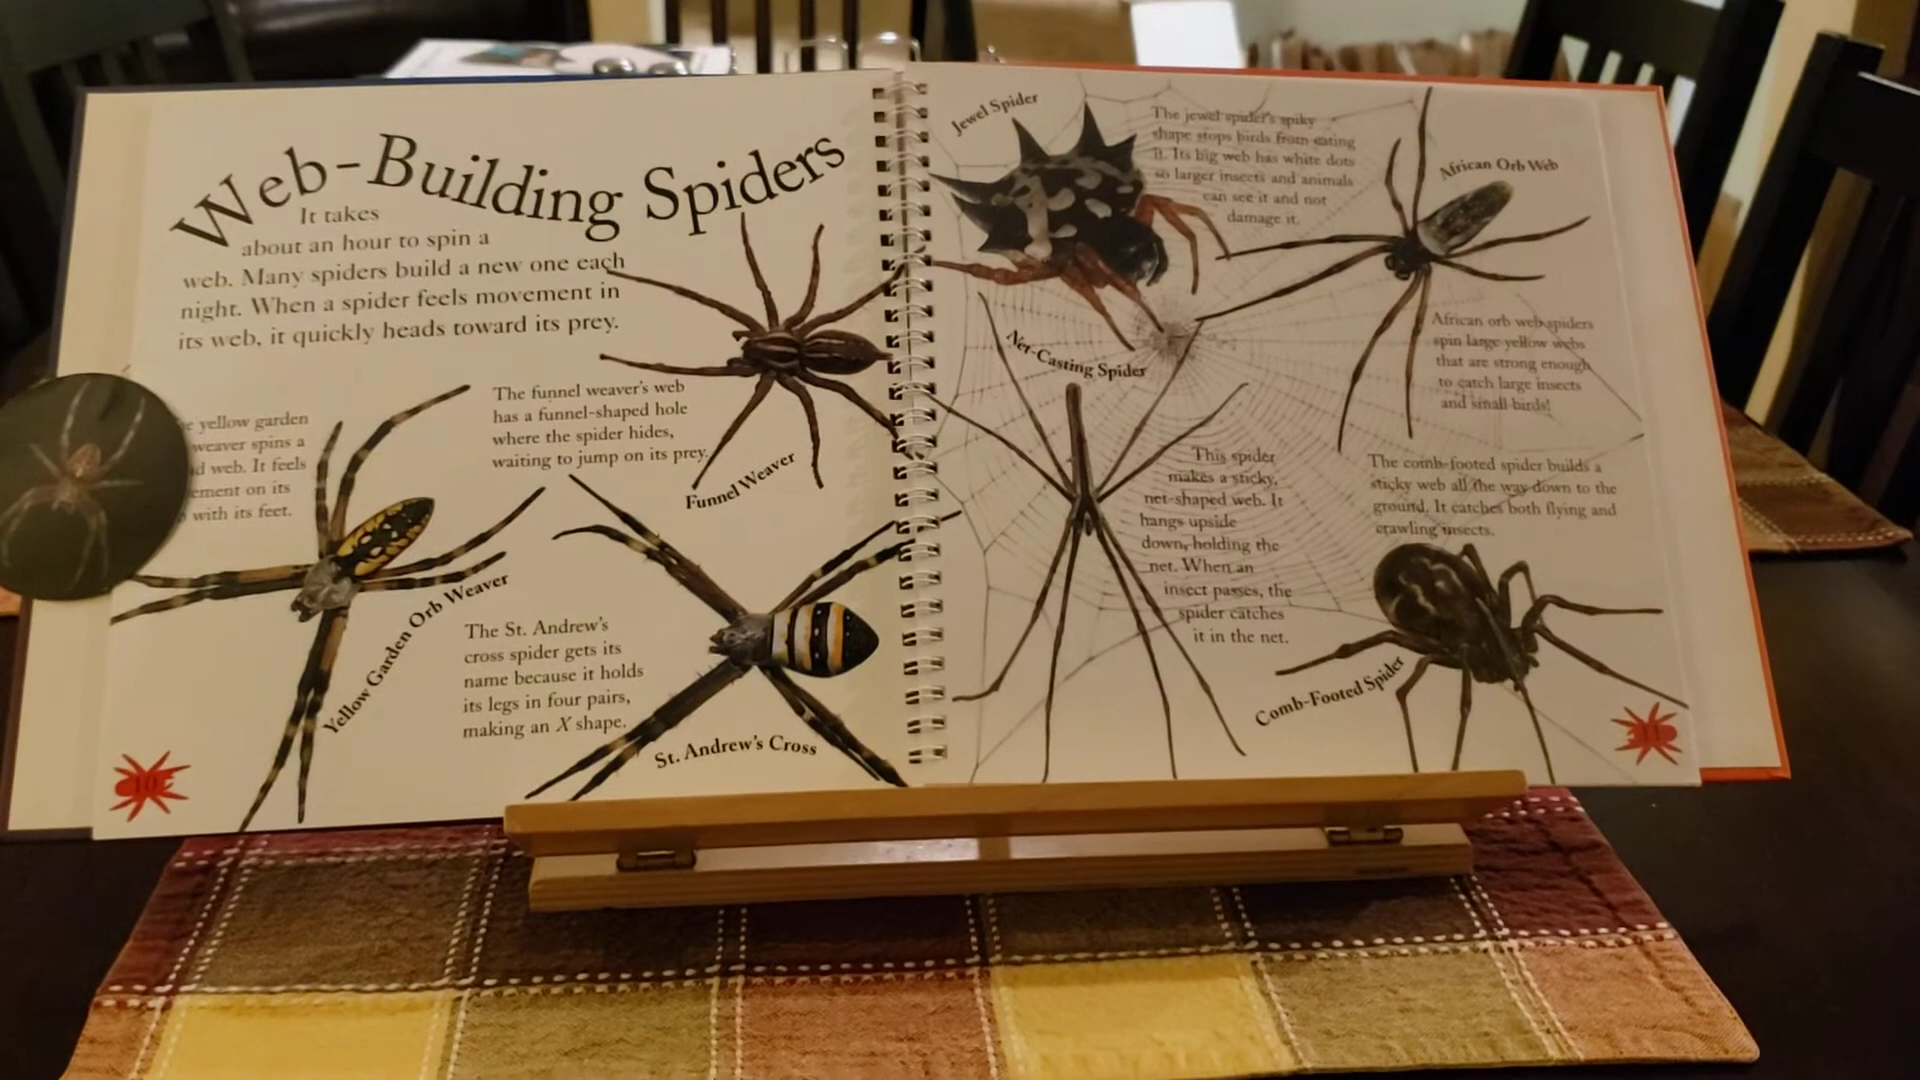 Web-Building Spiders
It takes
about an hour to spin a
web. Many spiders build a new one each
night. When a spider feels movement in
its web, it quickly heads toward its prey.
yellow garden
weaver spins a
web. It feels
on its
with its feet.
Yellow Garden Orb Weaver
The funnel weaver's web
has a funnel-shaped hole
where the spider hides,
waiting to jump on its prey.
Funnel Weaver
The St. Andrew's
cross spider gets its
name because it holds
its legs in four pairs,
making an X shape.
St. Andrew's Cross
10
Jewel Spider
The jewel spider's spiky
shape stops birds from eating
it. Its big web has white dots
so larger insects and animals
can see it and not
damage it.
African Orb Web
African orb web spiders
spin large yellow webs
that are strong enough
to catch large insects
and small birds!
Net-Casting Spider
This spider
makes a sticky,
net-shaped web. It
hangs upside
down, holding the
net. When an
insect passes, the
spider catches
it in the net.
The comb-footed spider builds a
sticky web all the way down to the
ground. It catches both flying and
crawling insects.
Comb-Footed Spider
11